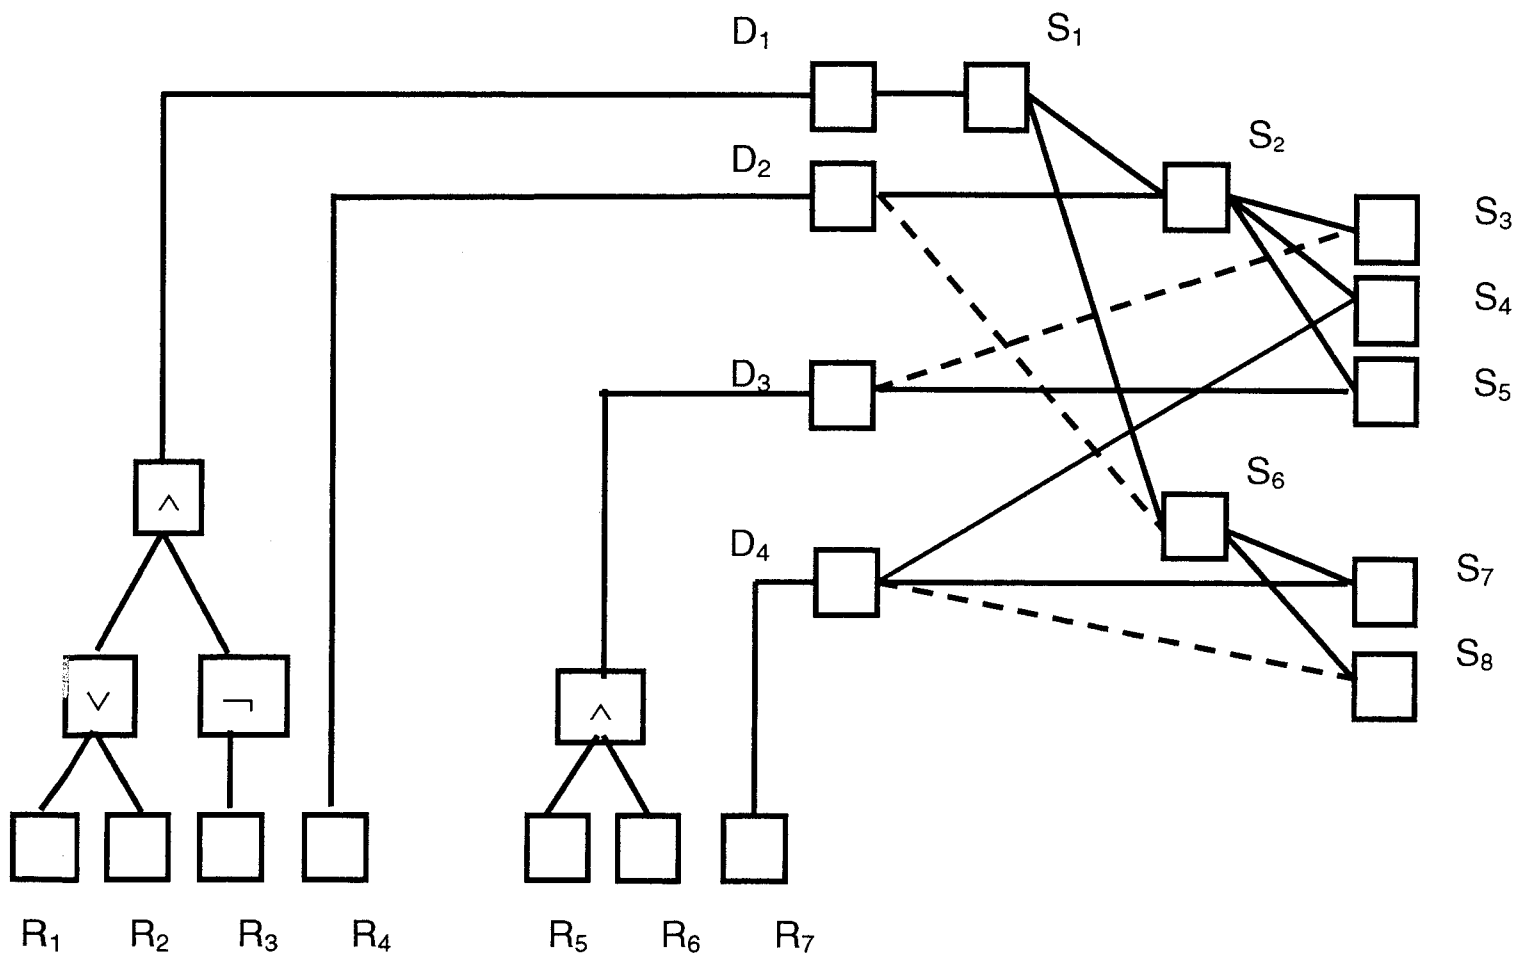 D₁ S₁
S₂
D₂
S₃
S₄
D₃ S₅
S₆
∧
D₄
S₇
S₈
∨ ¬ ∧
R₁ R₂ R₃ R₄ R₅ R₆ R₇